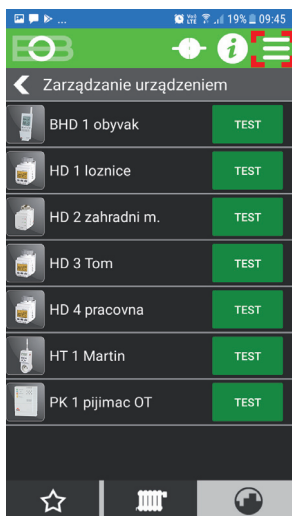 19% 09:45
EOB
Zarządzanie urządzeniem
BHD 1 obyvak TEST
HD 1 loznice TEST
HD 2 zahradni m. TEST
HD 3 Tom TEST
HD 4 pracovna TEST
HT 1 Martin TEST
PK 1 pijimac OT TEST